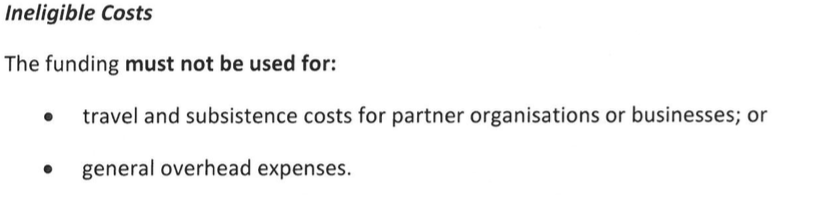 Ineligible Costs
The funding must not be used for:
• travel and subsistence costs for partner organisations or businesses; or
• general overhead expenses.